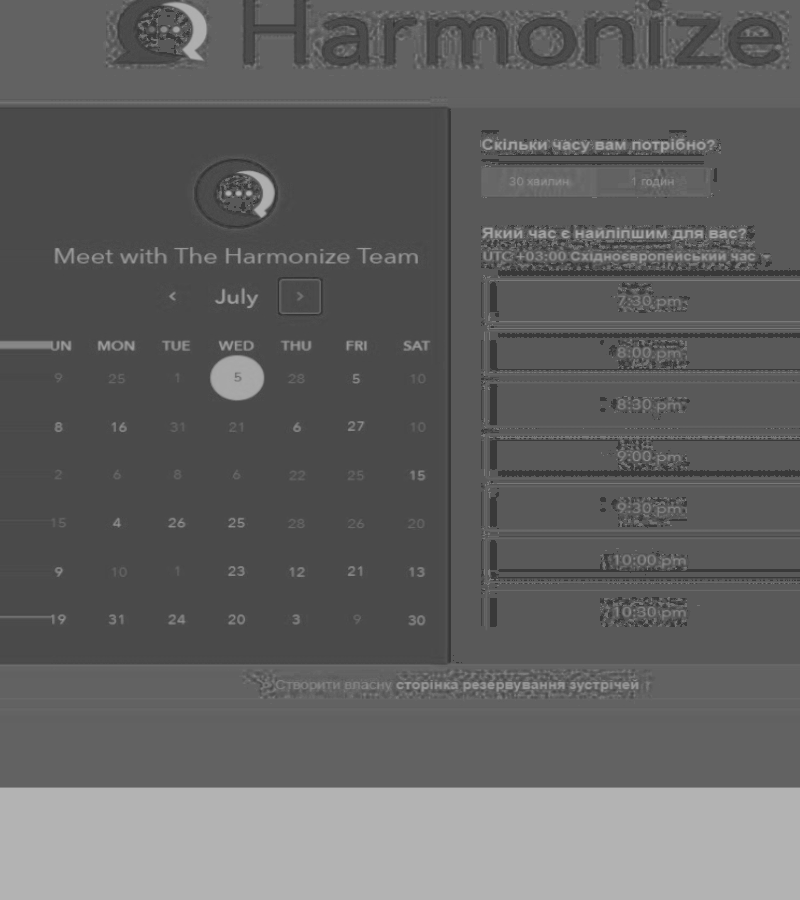 Harmonize
Meet with The Harmonize Team
< July >
UN MON TUE WED THU FRI SAT
9 25 1 5 28 5 10
8 16 31 21 6 27 10
2 6 8 6 22 25 15
15 4 26 25 28 26 20
9 10 1 23 12 21 13
19 31 24 20 3 9 30
Скільки часу вам потрібно?
30 хвилин 1 годин
Який час є найліпшим для вас?
UTC +03:00 Східноєвропейський час
7:30 pm
8:00 pm
8:30 pm
9:00 pm
9:30 pm
10:00 pm
10:30 pm
Створити власну сторінка резервування зустрічей